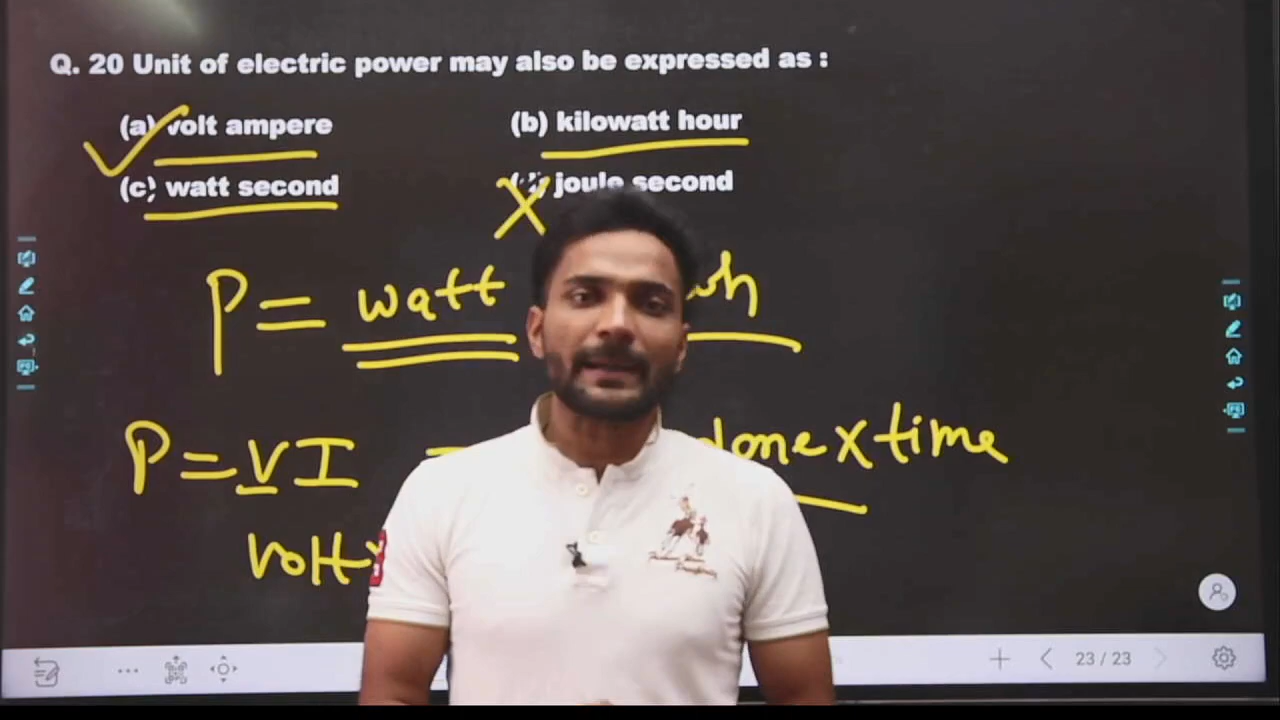 Q. 20 Unit of electric power may also be expressed as :
(a) volt ampere (b) kilowatt hour
(c) watt second (d) joule second
P = watt wh
P = VI = done x time
volt x
23 / 23